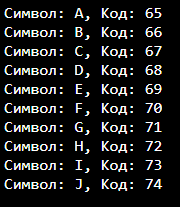 Символ: A, Код: 65
Символ: B, Код: 66
Символ: C, Код: 67
Символ: D, Код: 68
Символ: E, Код: 69
Символ: F, Код: 70
Символ: G, Код: 71
Символ: H, Код: 72
Символ: I, Код: 73
Символ: J, Код: 74